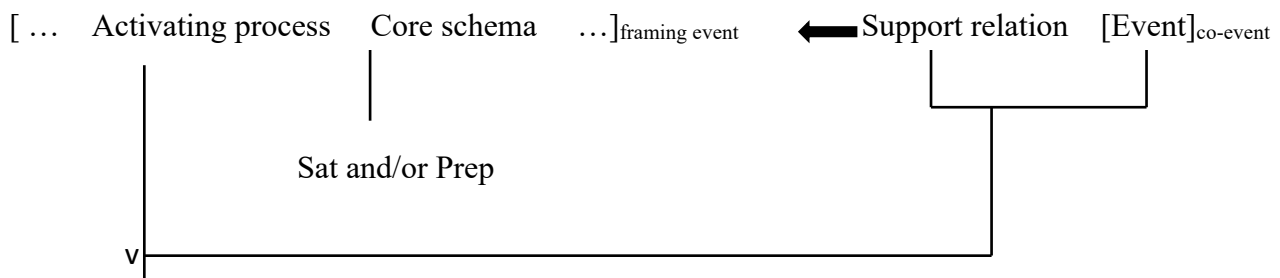 [ … Activating process Core schema …]framing event Support relation [Event]co-event
Sat and/or Prep
v